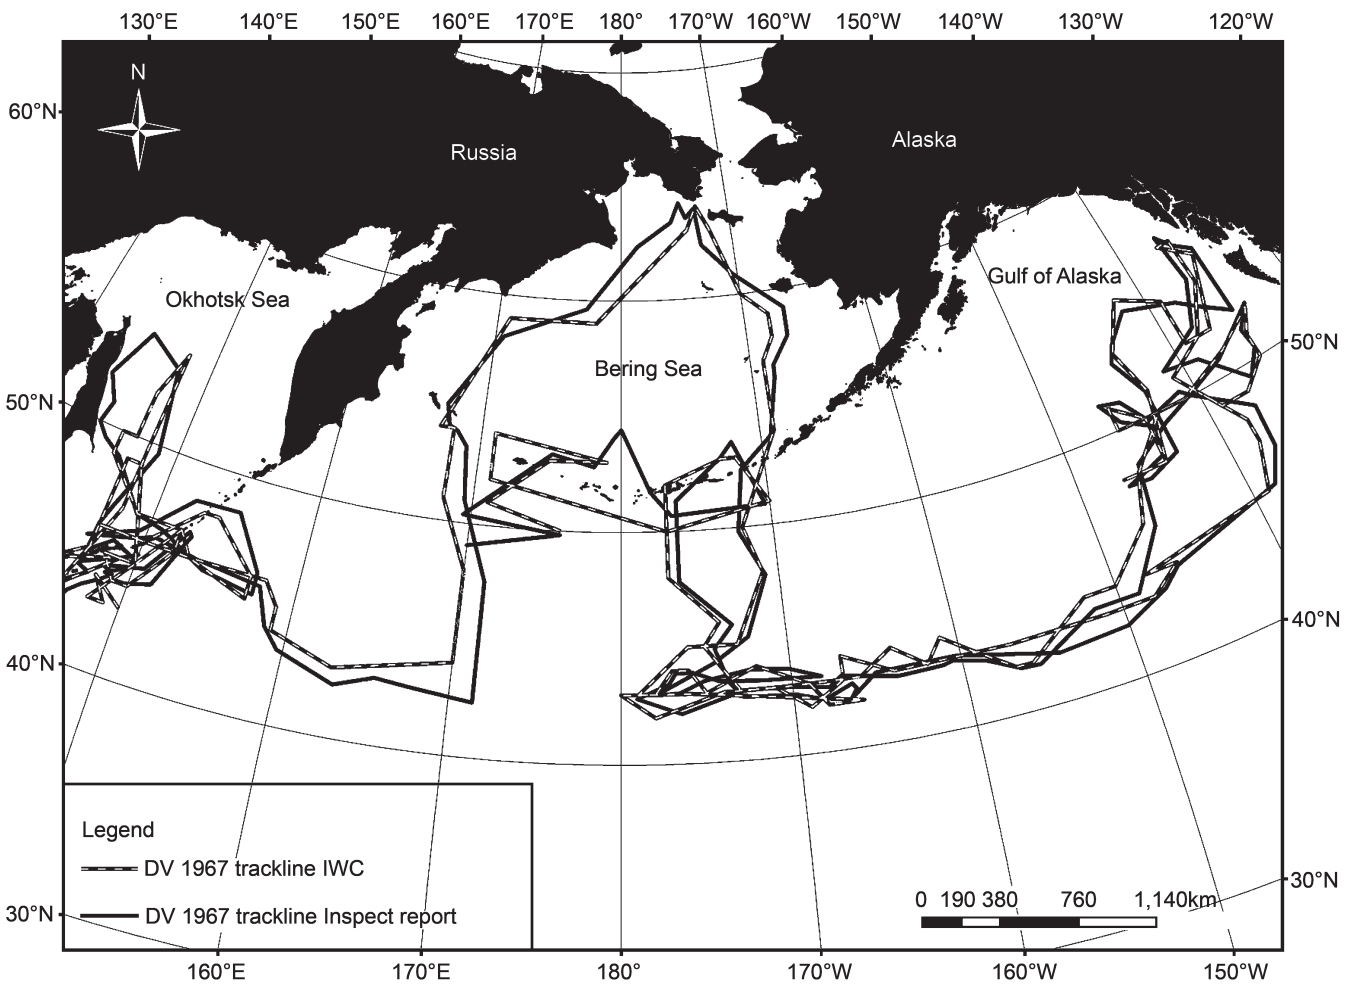 130°E 140°E 150°E 160°E 170°E 180° 170°W 160°W 150°W 140°W 130°W 120°W
N
60°N
Alaska
Russia
Gulf of Alaska
Okhotsk Sea
50°N
Bering Sea
50°N
40°N
40°N
Legend
DV 1967 trackline IWC
30°N
0 190 380 760 1,140km
30°N
DV 1967 trackline Inspect report
160°E 170°E 180° 170°W 160°W 150°W